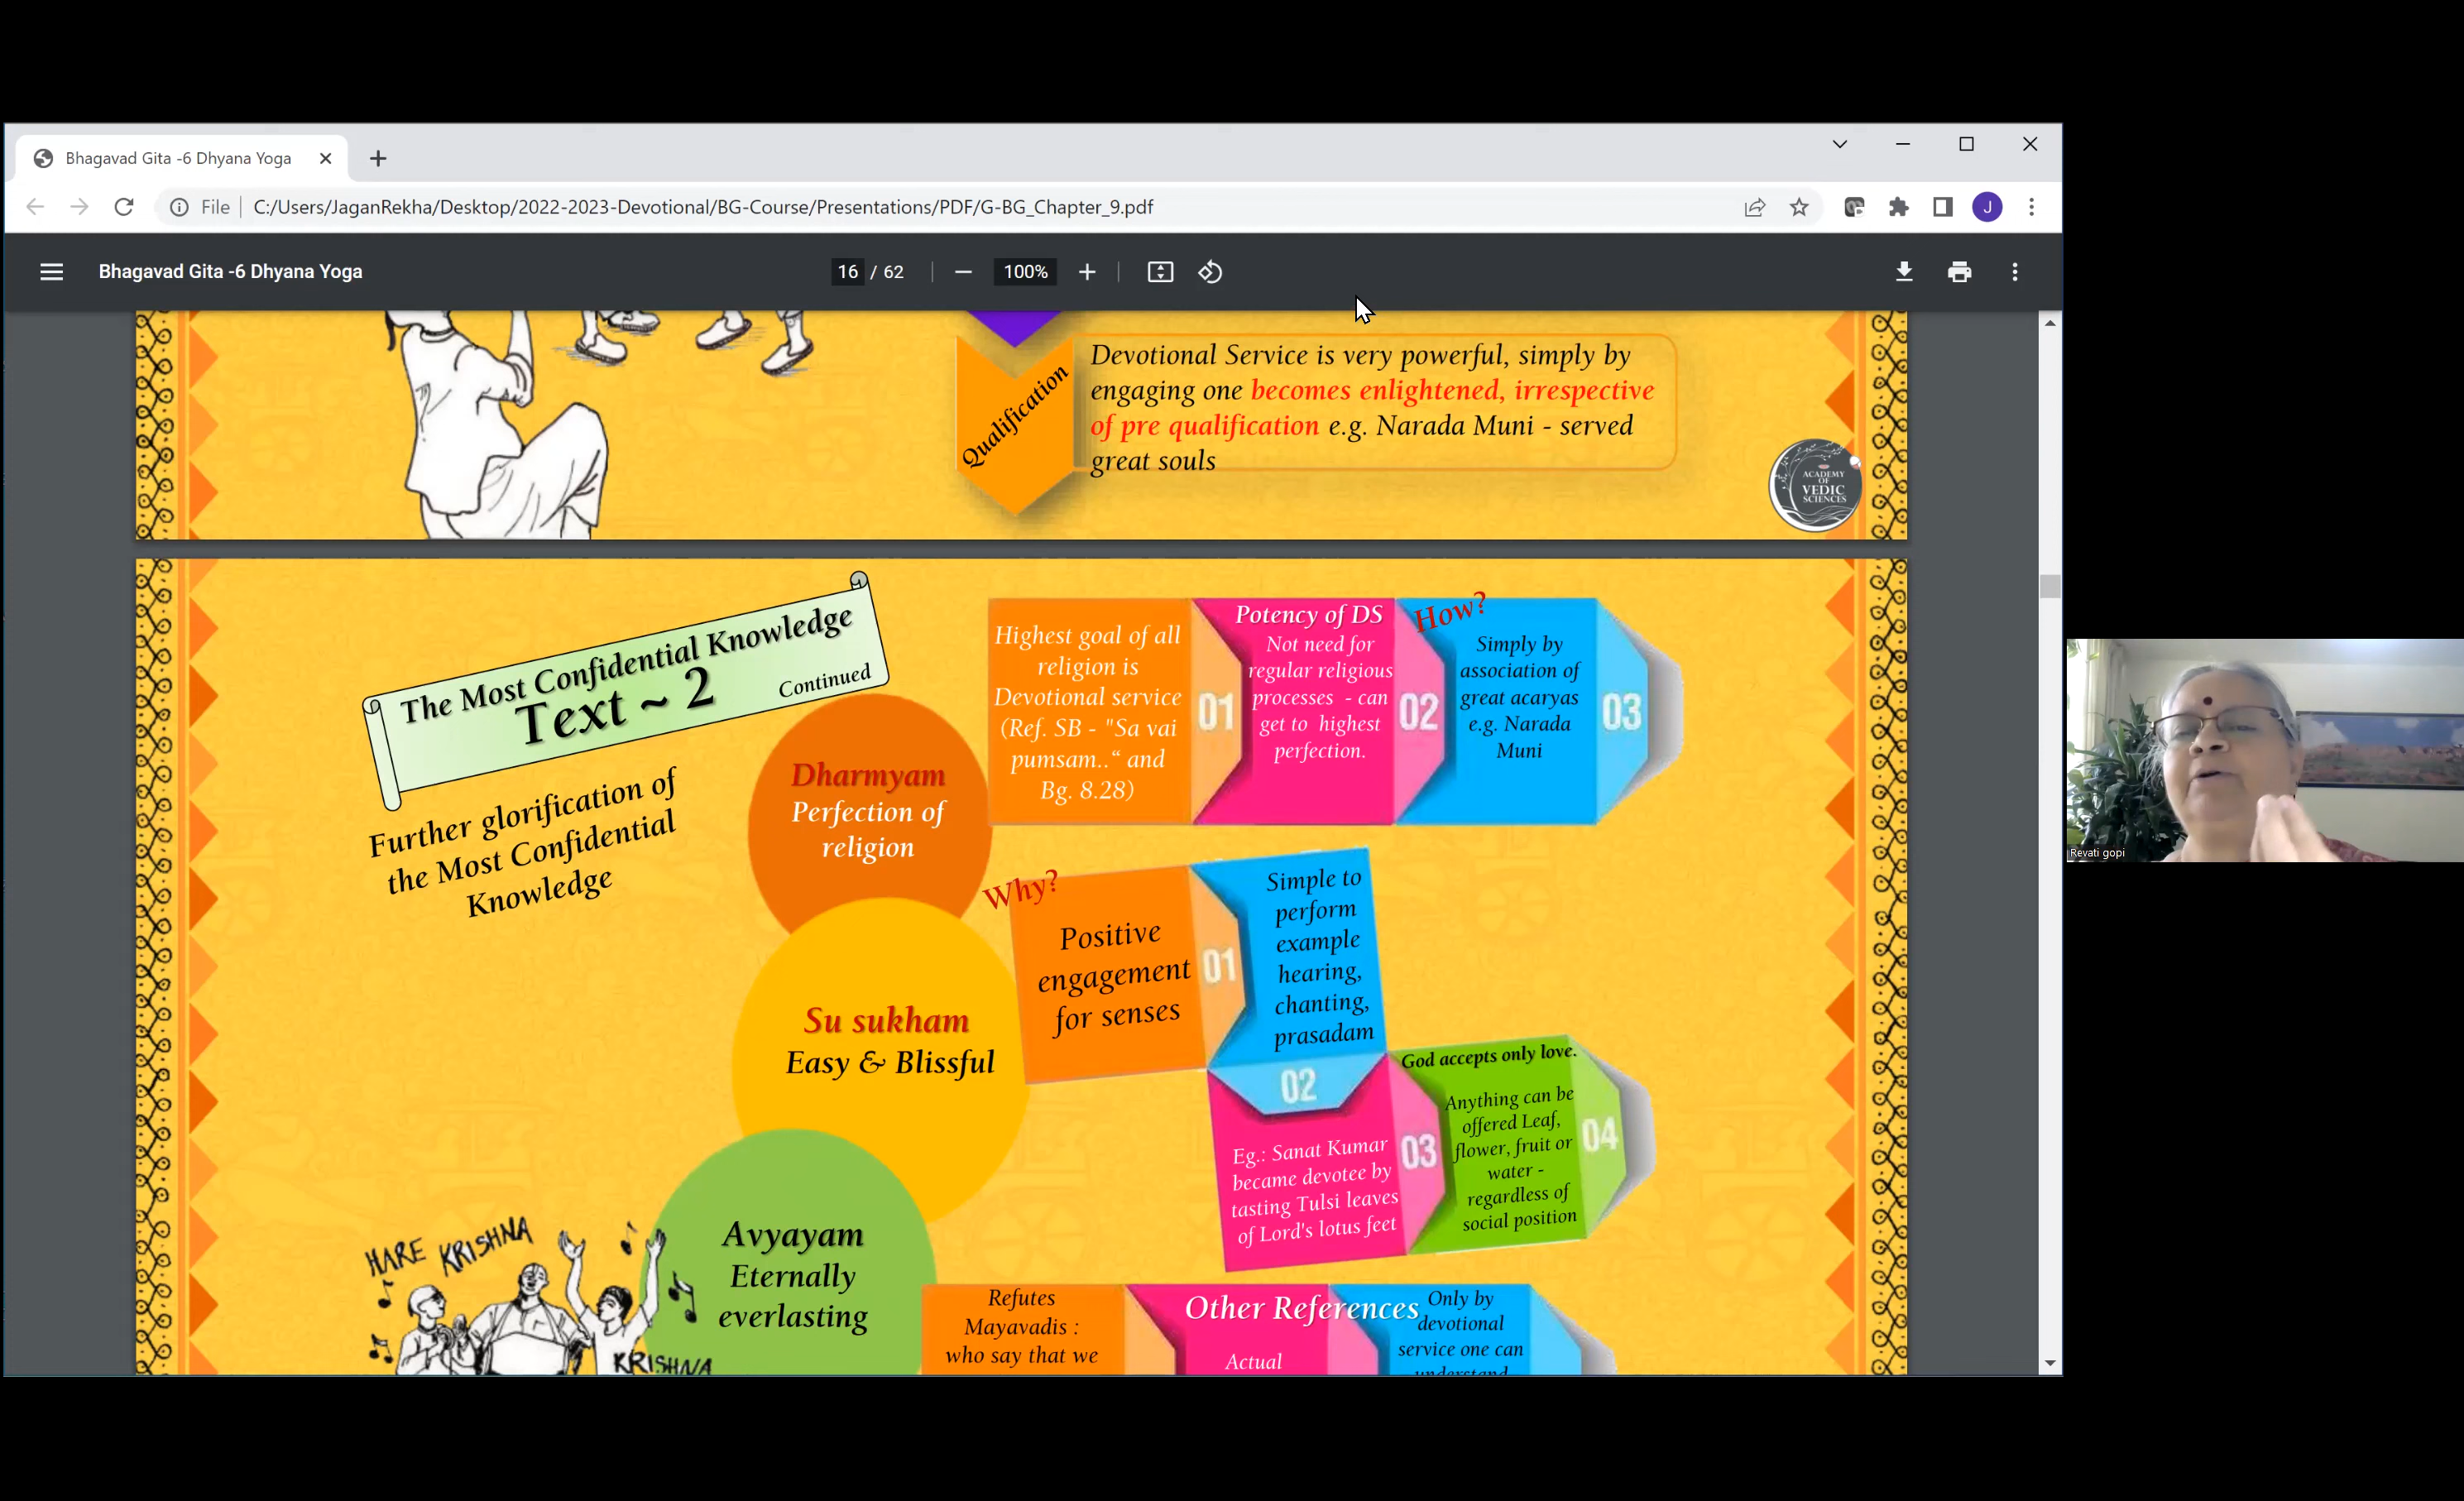 Bhagavad Gita -6 Dhyana Yoga
File
C:/Users/JaganRekha/Desktop/2022-2023-Devotional/BG-Course/Presentations/PDF/G-BG_Chapter_9.pdf
J
Bhagavad Gita -6 Dhyana Yoga
16 / 62
100%
Qualification
Devotional Service is very powerful, simply by
engaging one becomes enlightened, irrespective
of pre qualification e.g. Narada Muni - served
great souls
ACADEMY
OF
VEDIC
SCIENCES
The Most Confidential Knowledge
Text ~ 2
Continued
Further glorification of
the Most Confidential
Knowledge
Dharmyam
Perfection of
religion
Highest goal of all
religion is
Devotional service
(Ref. SB - "Sa vai
pumsam..“ and
Bg. 8.28)
01
Potency of DS
Not need for
regular religious
processes - can
get to highest
perfection.
02
How?
Simply by
association of
great acaryas
e.g. Narada
Muni
03
Su sukham
Easy & Blissful
Why?
Positive
engagement
for senses
01
Simple to
perform
example
hearing,
chanting,
prasadam
02
Eg.: Sanat Kumar
became devotee by
tasting Tulsi leaves
of Lord's lotus feet
03
God accepts only love.
Anything can be
offered Leaf,
flower, fruit or
water -
regardless of
social position
04
Avyayam
Eternally
everlasting
HARE KRISHNA
KRISHNA
Refutes
Mayavadis :
who say that we
Other References
Actual
Only by
devotional
service one can
understand
Revati gopi